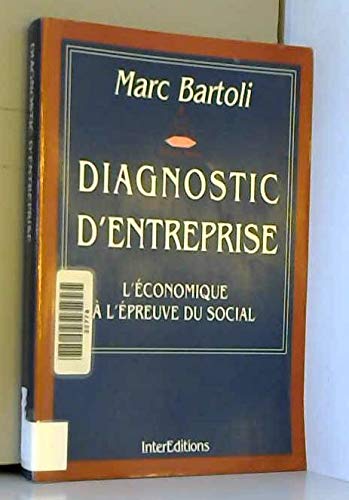 Marc Bartoli
DIAGNOSTIC
D'ENTREPRISE
L'ÉCONOMIQUE
À L'ÉPREUVE DU SOCIAL
InterEditions
DIAGNOSTIC D'ENTREPRISE